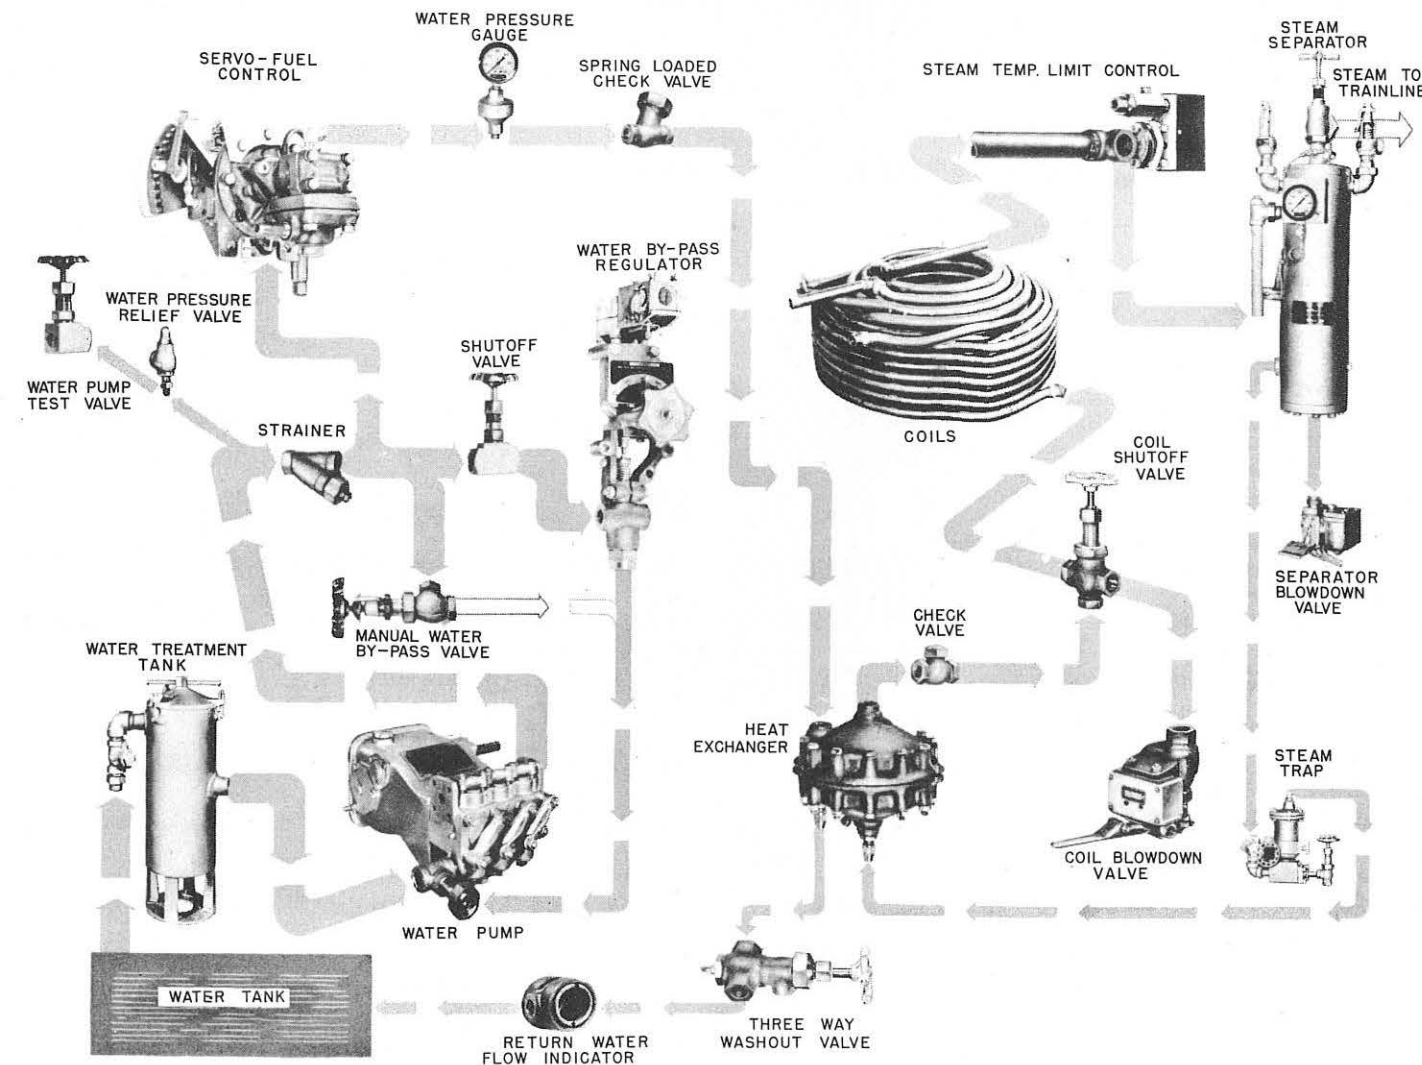 WATER PRESSURE
GAUGE
SERVO-FUEL
CONTROL
SPRING LOADED
CHECK VALVE
STEAM TEMP. LIMIT CONTROL
STEAM
SEPARATOR
STEAM TO
TRAINLINE
WATER BY-PASS
REGULATOR
WATER PRESSURE
RELIEF VALVE
SHUTOFF
VALVE
WATER PUMP
TEST VALVE
STRAINER
COILS
COIL
SHUTOFF
VALVE
SEPARATOR
BLOWDOWN
VALVE
MANUAL WATER
BY-PASS VALVE
CHECK
VALVE
WATER TREATMENT
TANK
HEAT
EXCHANGER
STEAM
TRAP
COIL BLOWDOWN
VALVE
WATER PUMP
WATER TANK
RETURN WATER
FLOW INDICATOR
THREE WAY
WASHOUT VALVE